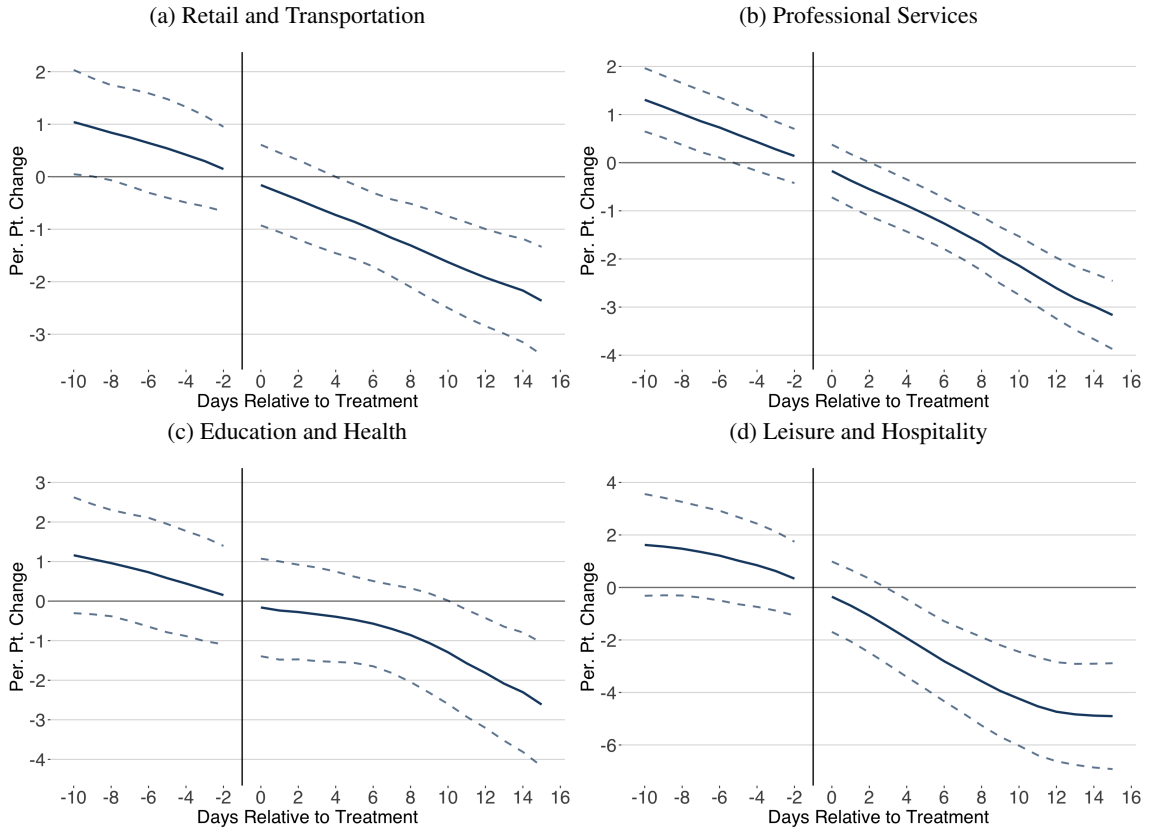 (a) Retail and Transportation
2
1
0
-1
-2
-3
Per. Pt. Change
-10 -8 -6 -4 -2 0 2 4 6 8 10 12 14 16
Days Relative to Treatment
(b) Professional Services
2
1
0
-1
-2
-3
-4
Per. Pt. Change
-10 -8 -6 -4 -2 0 2 4 6 8 10 12 14 16
Days Relative to Treatment
(c) Education and Health
3
2
1
0
-1
-2
-3
-4
Per. Pt. Change
-10 -8 -6 -4 -2 0 2 4 6 8 10 12 14 16
Days Relative to Treatment
(d) Leisure and Hospitality
4
2
0
-2
-4
-6
Per. Pt. Change
-10 -8 -6 -4 -2 0 2 4 6 8 10 12 14 16
Days Relative to Treatment